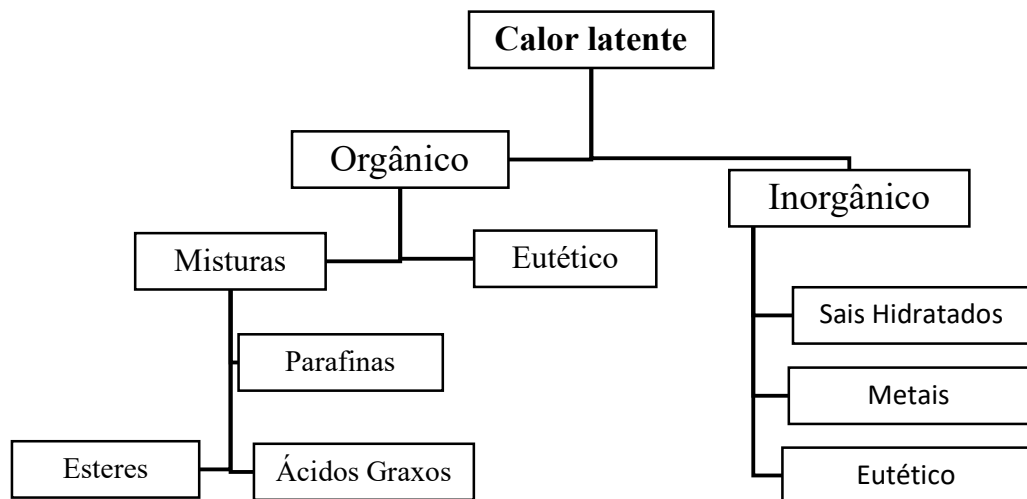 Calor latente
Orgânico
Inorgânico
Misturas
Eutético
Sais Hidratados
Parafinas
Metais
Esteres
Ácidos Graxos
Eutético